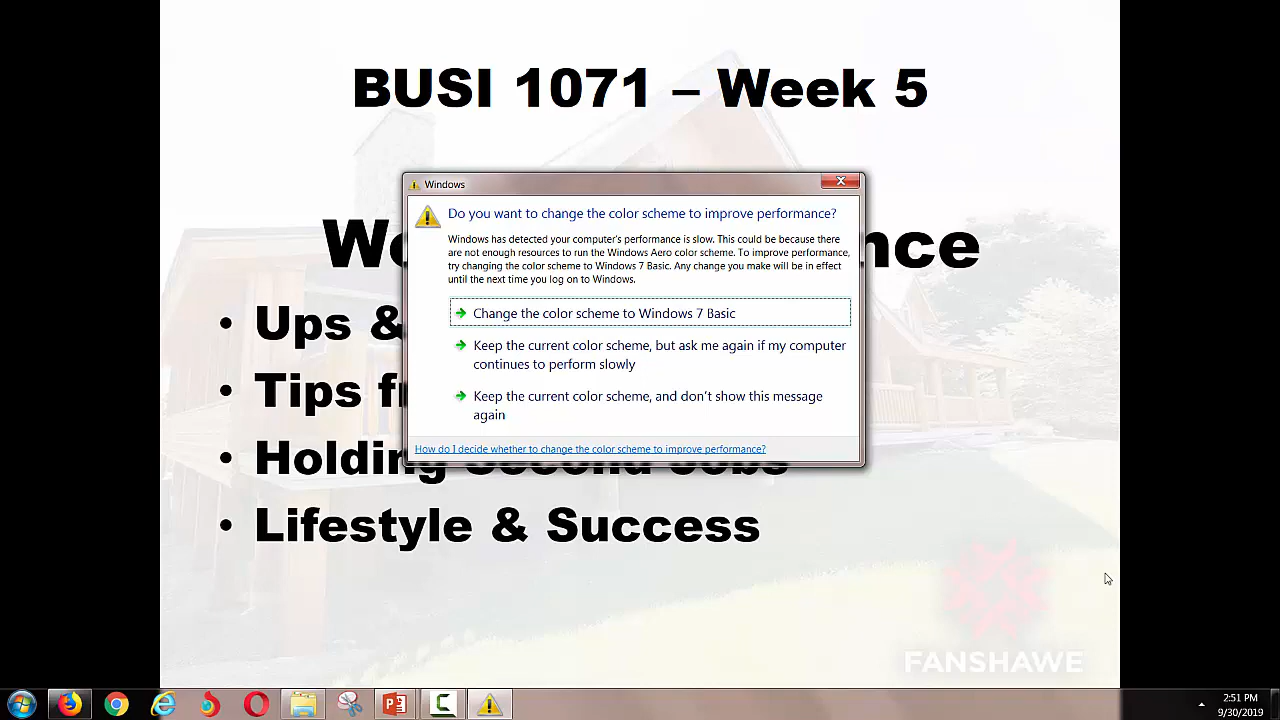 BUSI 1071 – Week 5
Windows
Do you want to change the color scheme to improve performance?
Windows has detected your computer's performance is slow. This could be because there
are not enough resources to run the Windows Aero color scheme. To improve performance,
try changing the color scheme to Windows 7 Basic. Any change you make will be in effect
until the next time you log on to Windows.
Change the color scheme to Windows 7 Basic
Keep the current color scheme, but ask me again if my computer
continues to perform slowly
Keep the current color scheme, and don't show this message
again
How do I decide whether to change the color scheme to improve performance?
Ups &
Tips
Holding Second Jobs
• Lifestyle & Success
FANSHAWE
2:51 PM
9/30/2019